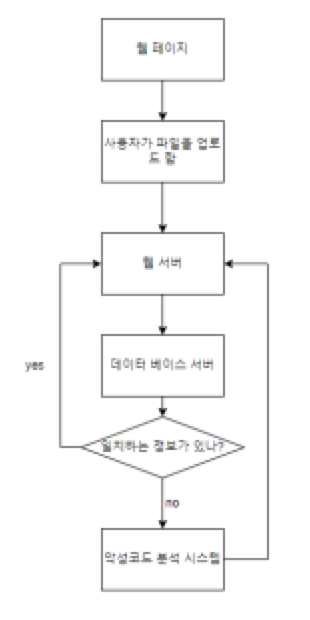 웹 페이지
사용자가 파일을 업로
드 함
웹 서버
yes
데이터 베이스 서버
일치하는 정보가 있나?
no
악성코드 분석 시스템